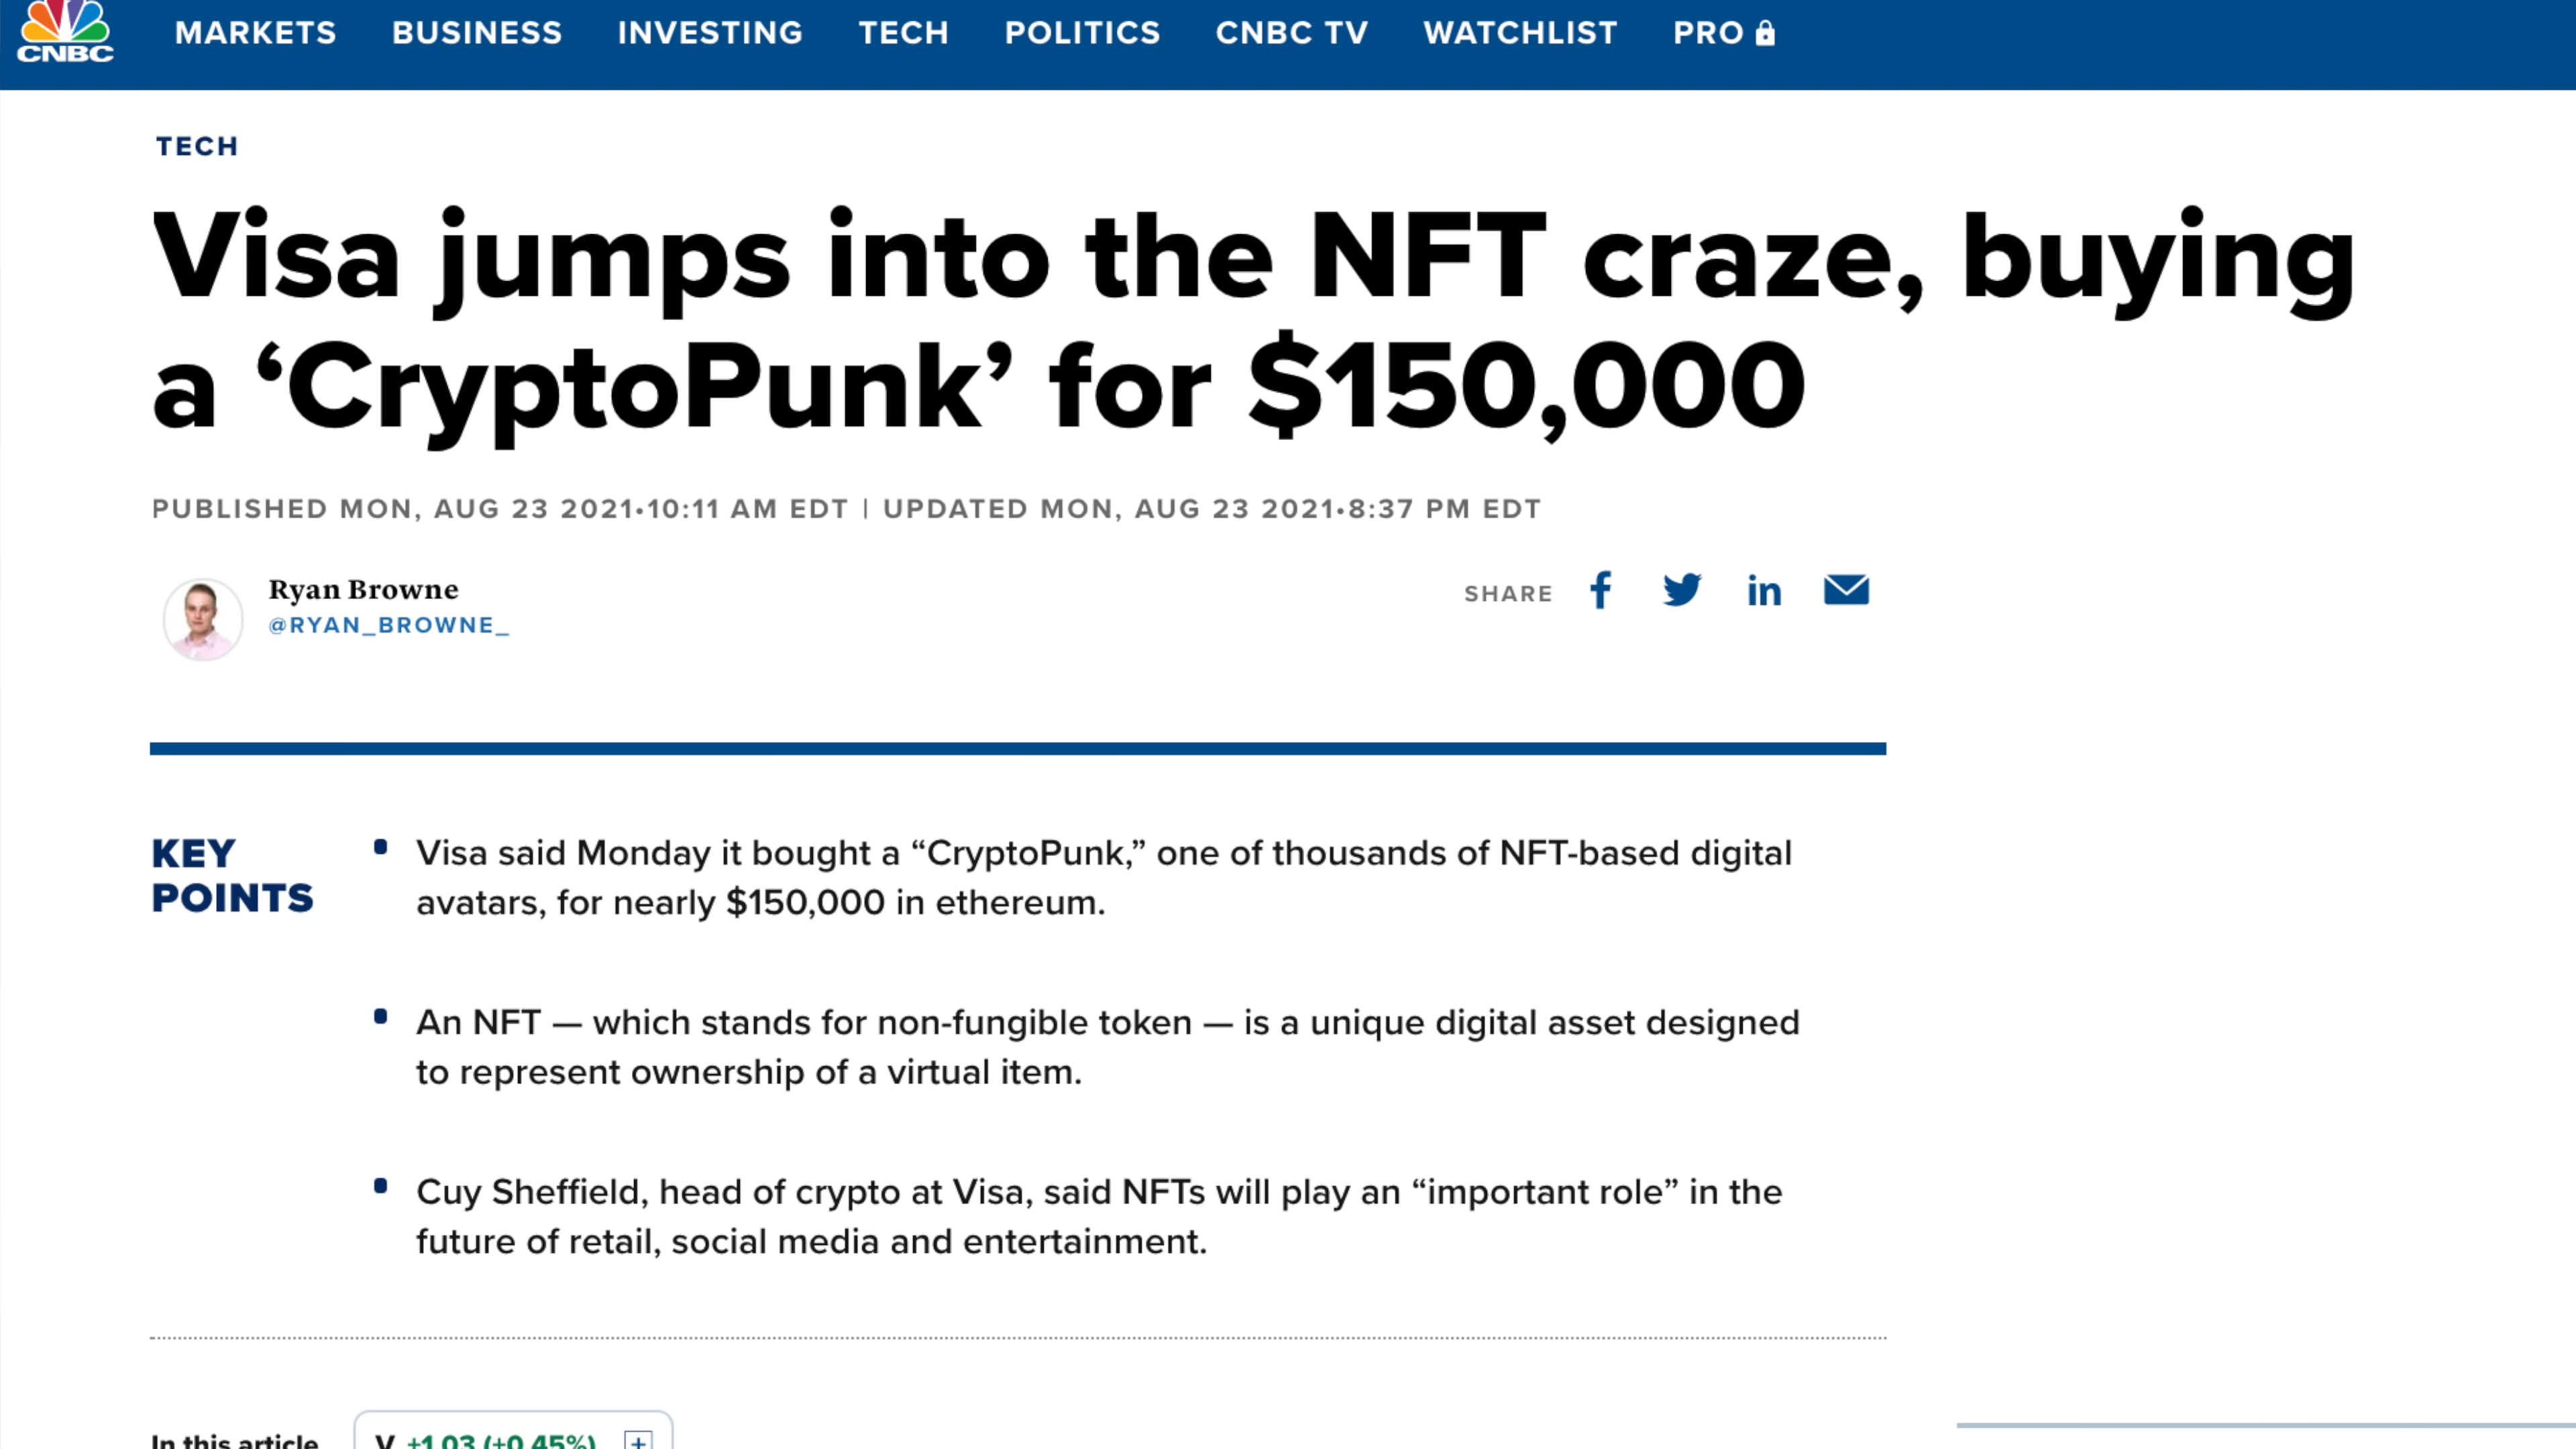 CNBC
MARKETS BUSINESS INVESTING TECH POLITICS CNBC TV WATCHLIST PRO
TECH
Visa jumps into the NFT craze, buying
a ‘CryptoPunk’ for $150,000
PUBLISHED MON, AUG 23 2021•10:11 AM EDT | UPDATED MON, AUG 23 2021•8:37 PM EDT
Ryan Browne
@RYAN_BROWNE_
SHARE
KEY
POINTS
Visa said Monday it bought a “CryptoPunk,” one of thousands of NFT-based digital
avatars, for nearly $150,000 in ethereum.
An NFT — which stands for non-fungible token — is a unique digital asset designed
to represent ownership of a virtual item.
Cuy Sheffield, head of crypto at Visa, said NFTs will play an “important role” in the
future of retail, social media and entertainment.
In this article V +1.03 (+0.45%)